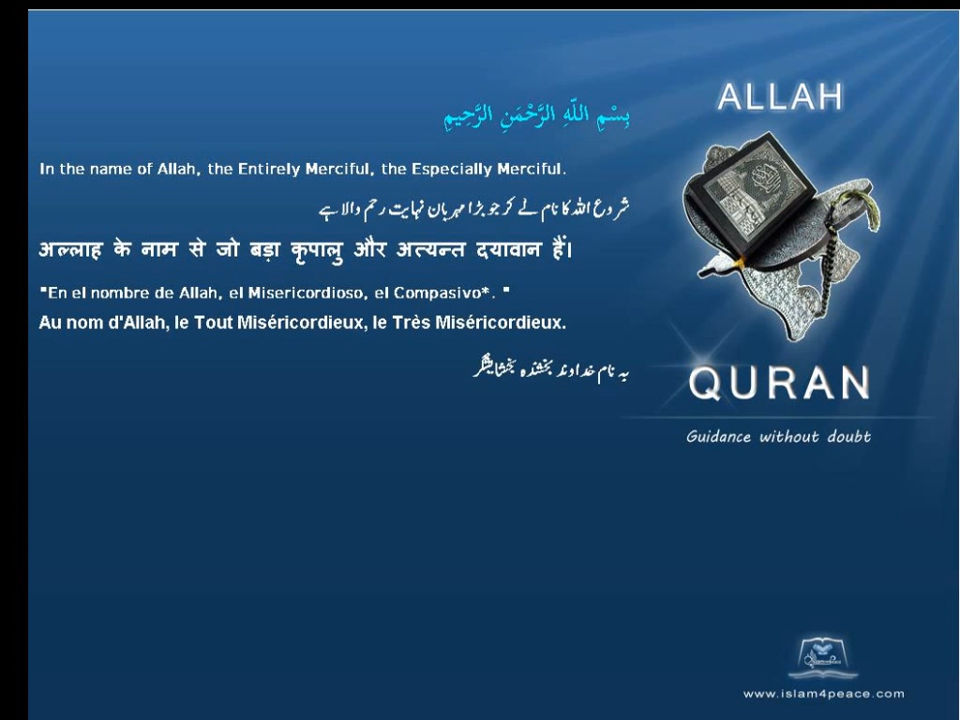 بِسْمِ اللّهِ الرَّحْمَنِ الرَّحِيمِ
In the name of Allah, the Entirely Merciful, the Especially Merciful.
شروع اللہ کا نام لے کر جو بڑا مہربان نہایت رحم والا ہے
अल्लाह के नाम से जो बड़ा कृपालु और अत्यन्त दयावान हैं।
"En el nombre de Allah, el Misericordioso, el Compasivo*. "
Au nom d'Allah, le Tout Miséricordieux, le Très Miséricordieux.
به نام خداوند بخشنده بخشایشگر
ALLAH
QURAN
Guidance without doubt
www.islam4peace.com